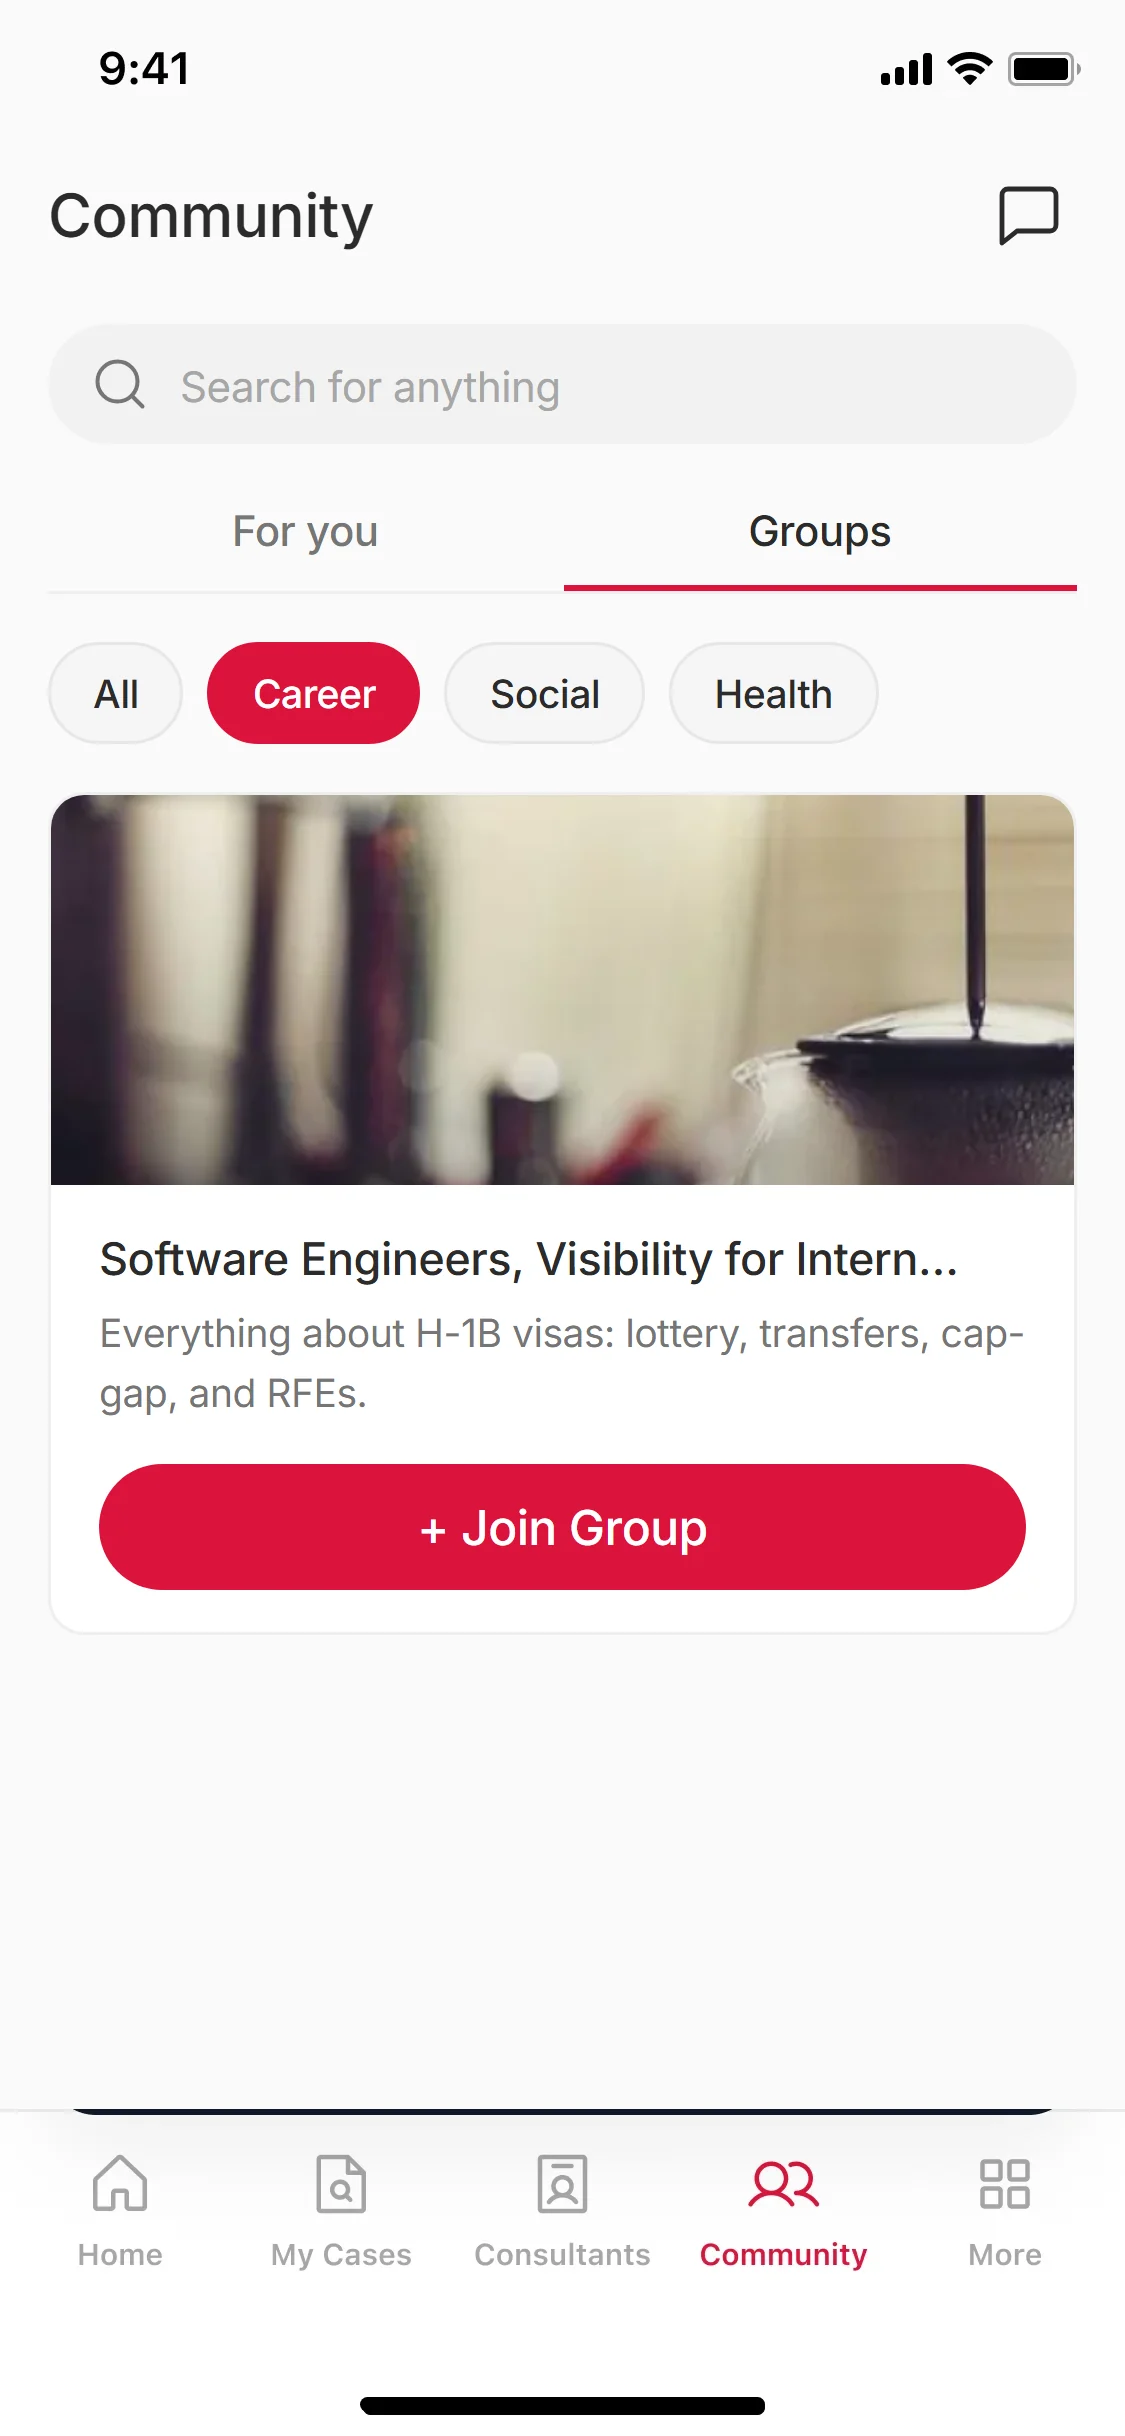 9:41
Community
Search for anything
For you
Groups
All
Career
Social
Health
Software Engineers, Visibility for Intern...
Everything about H-1B visas: lottery, transfers, cap-
gap, and RFEs.
+ Join Group
Home
My Cases
Consultants
Community
More